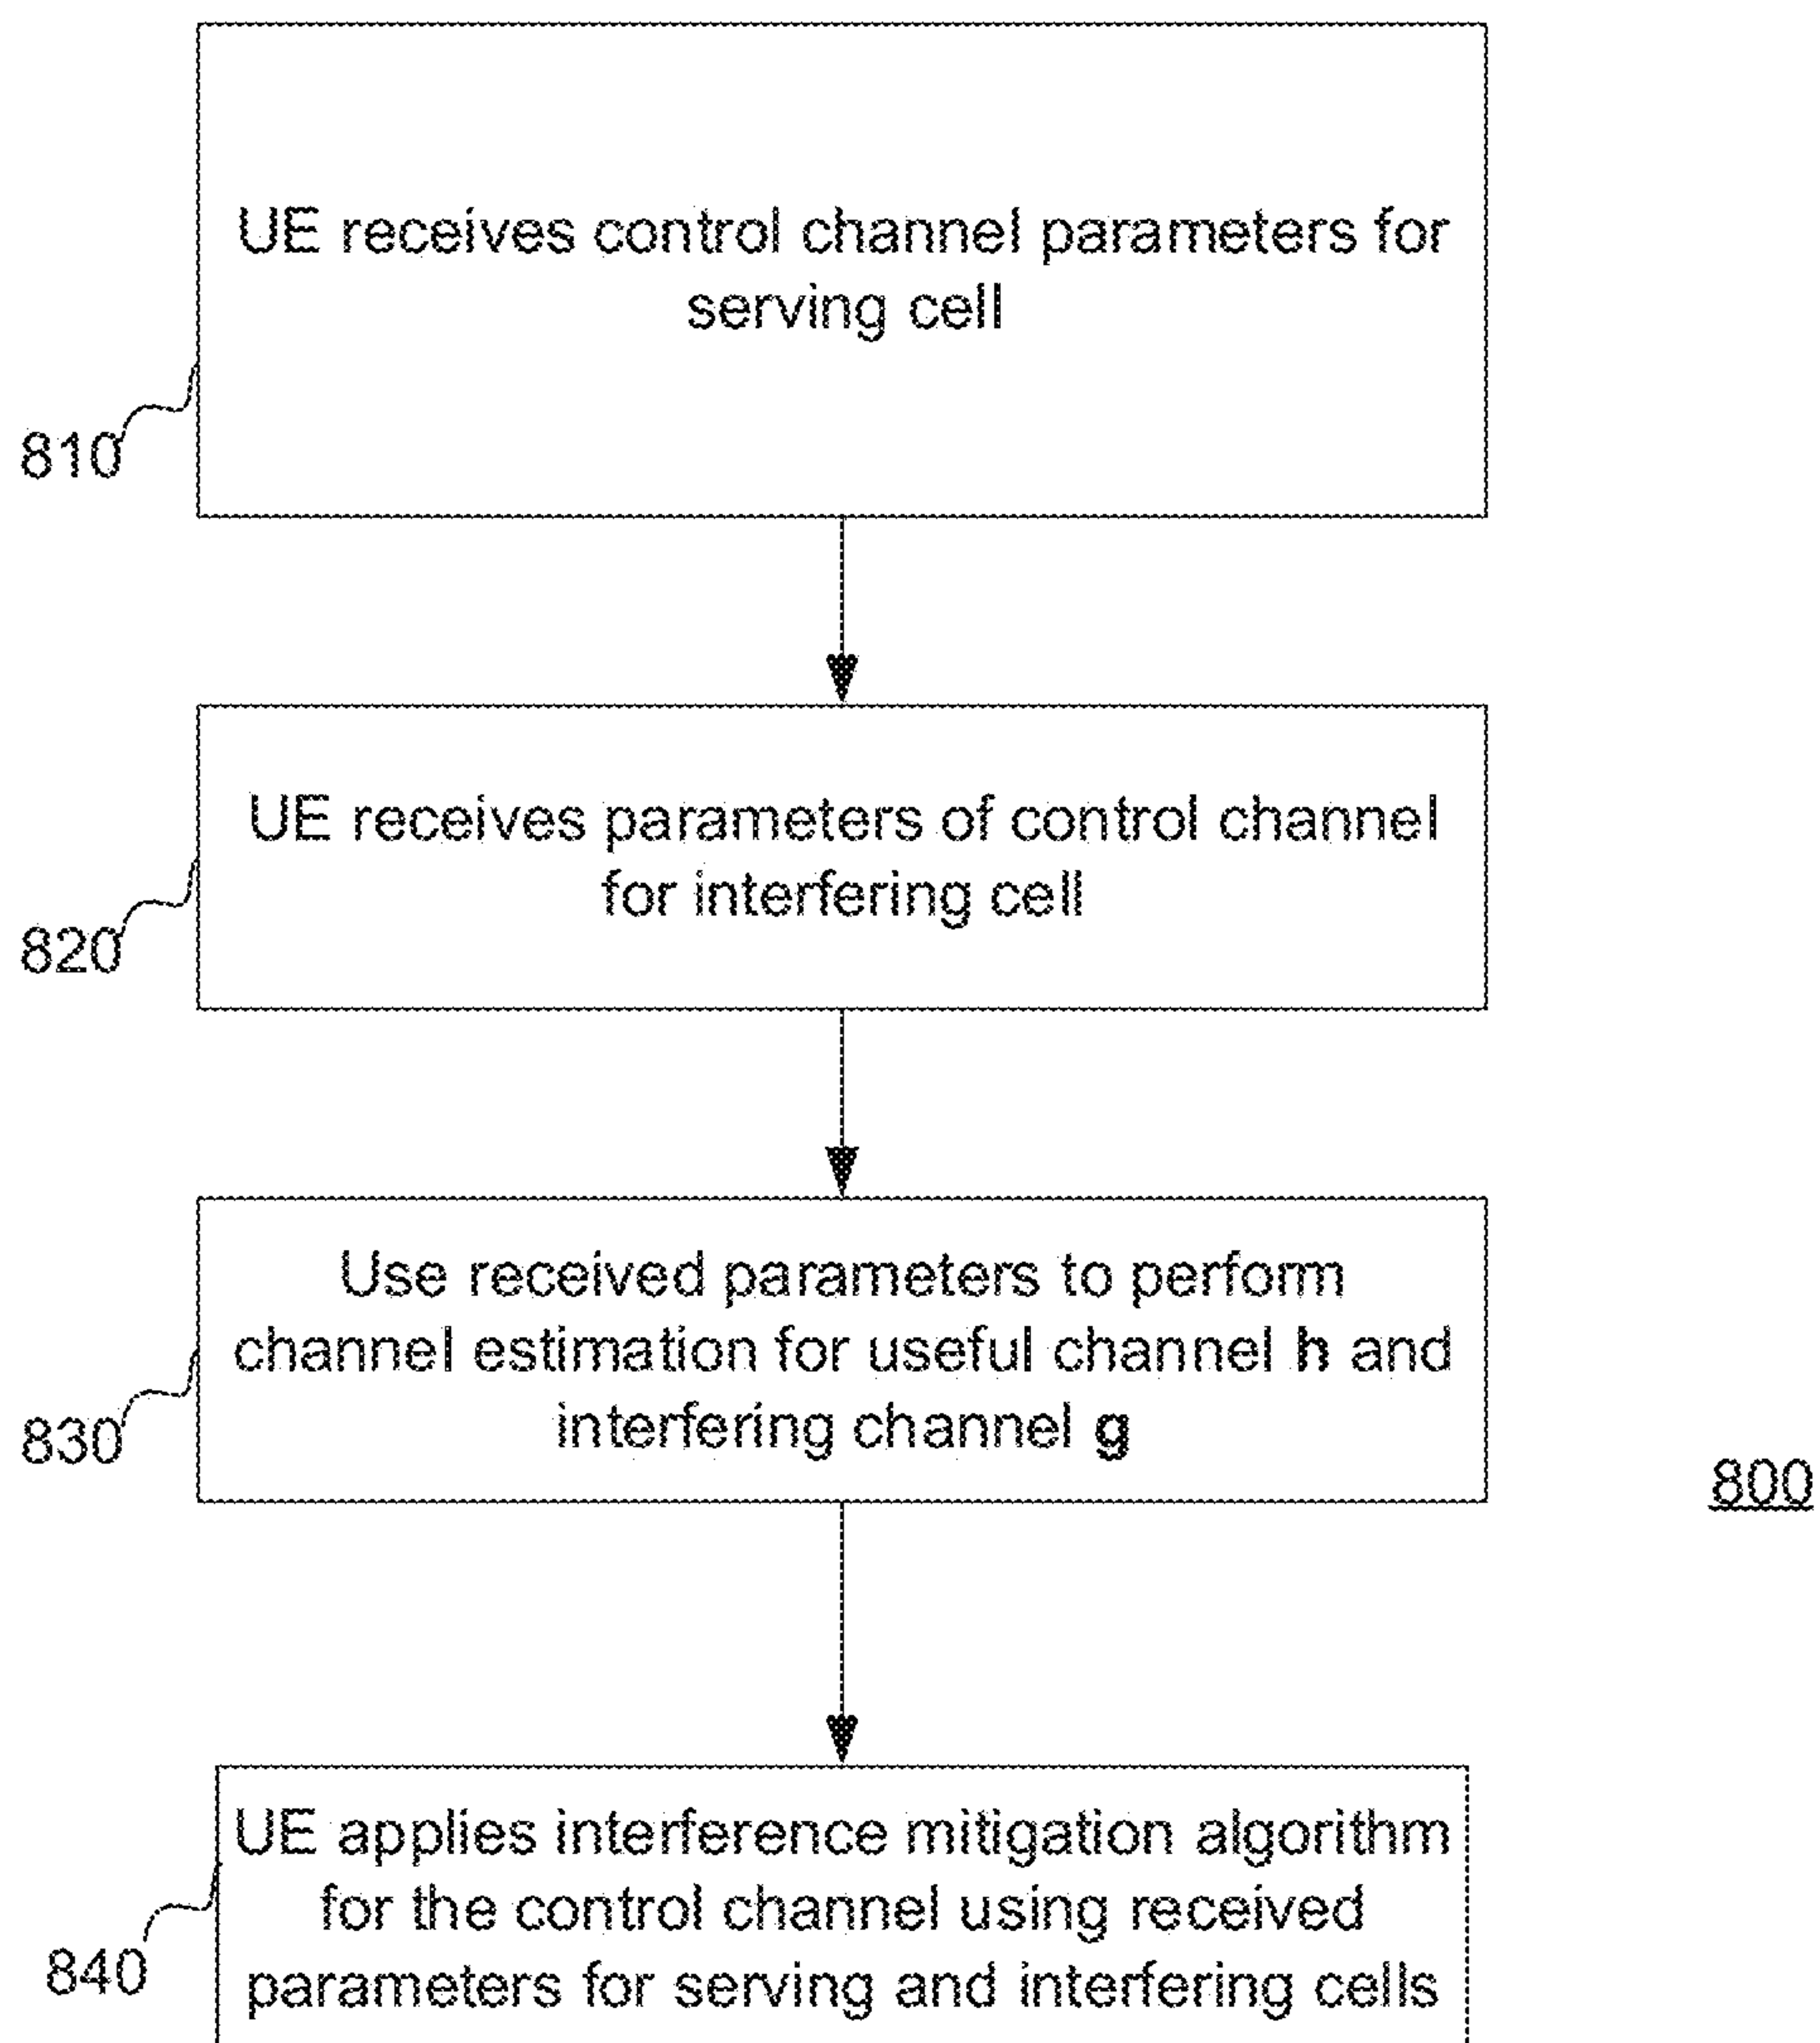 UE receives control channel parameters for
serving cell
810
UE receives parameters of control channel
for interfering cell
820
Use received parameters to perform
channel estimation for useful channel h and
interfering channel g
830
800
UE applies interference mitigation algorithm
for the control channel using received
parameters for serving and interfering cells
840